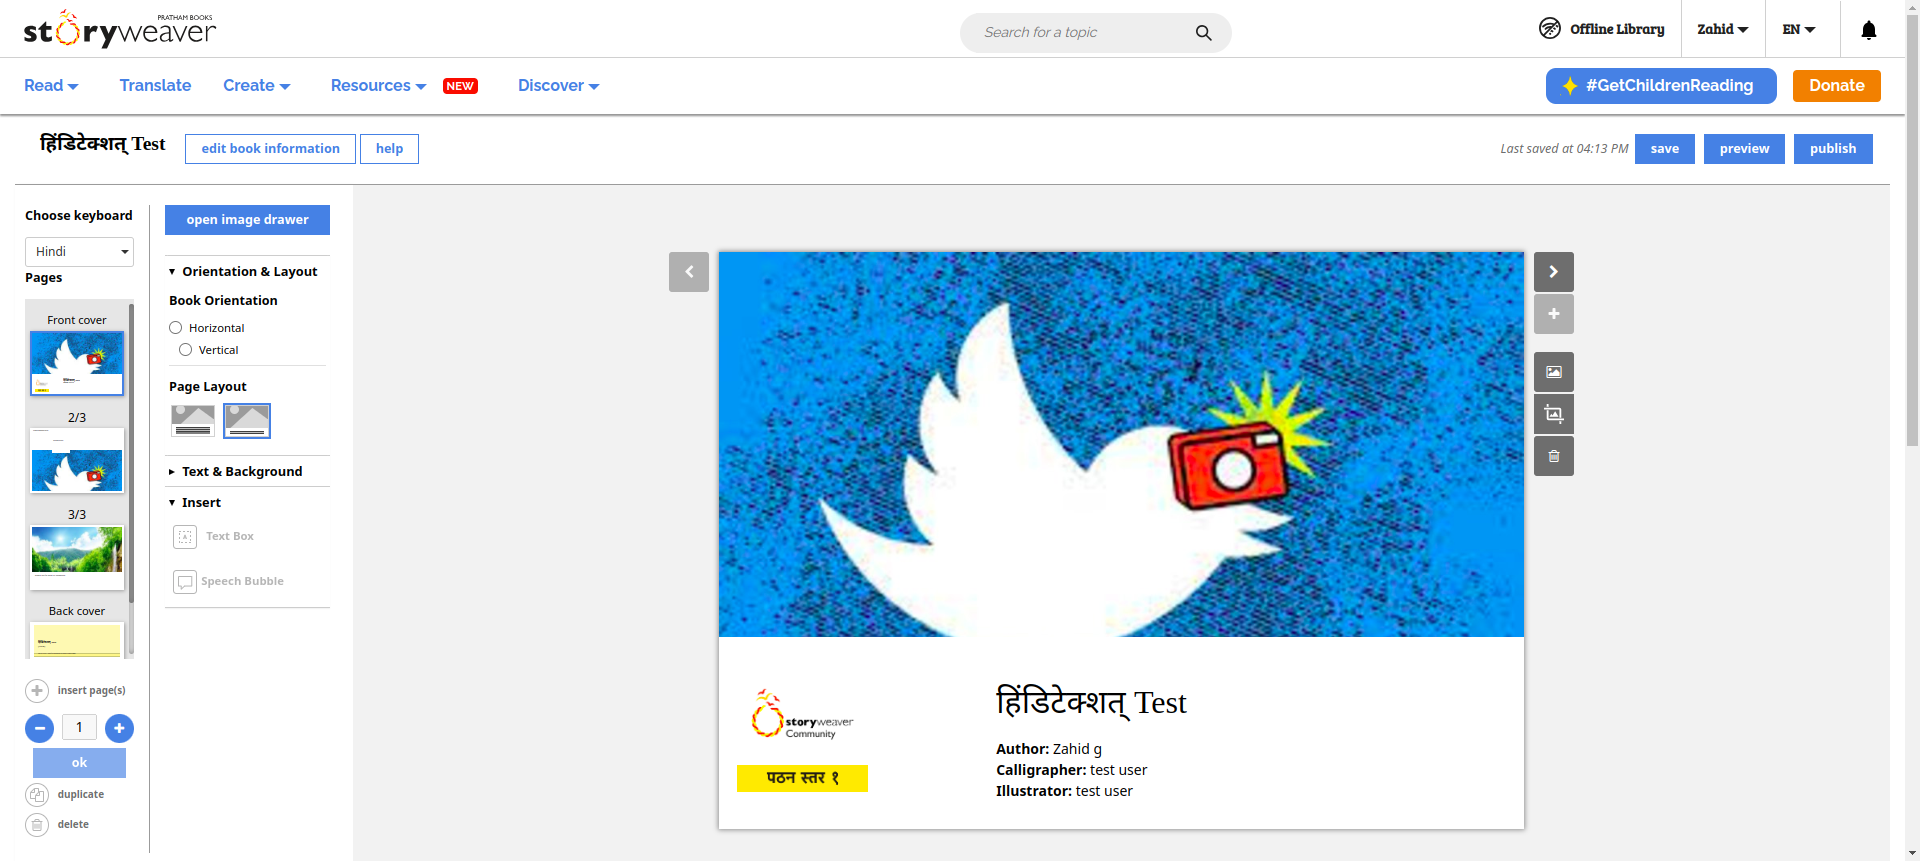 PRATHAM BOOKS
storyweaver
Search for a topic
Offline Library
Zahid
EN
Read
Translate
Create
Resources
NEW
Discover
#GetChildrenReading
Donate
हिंडिटेक्शत् Test
edit book information
help
Last saved at 04:13 PM
save
preview
publish
Choose keyboard
Hindi
Pages
Front cover
2/3
3/3
Back cover
insert page(s)
1
ok
duplicate
delete
open image drawer
Orientation & Layout
Book Orientation
Horizontal
Vertical
Page Layout
Text & Background
Insert
Text Box
Speech Bubble
storyweaver
Community
पठन स्तर १
हिंडिटेक्शत् Test
Author: Zahid g
Calligrapher: test user
Illustrator: test user